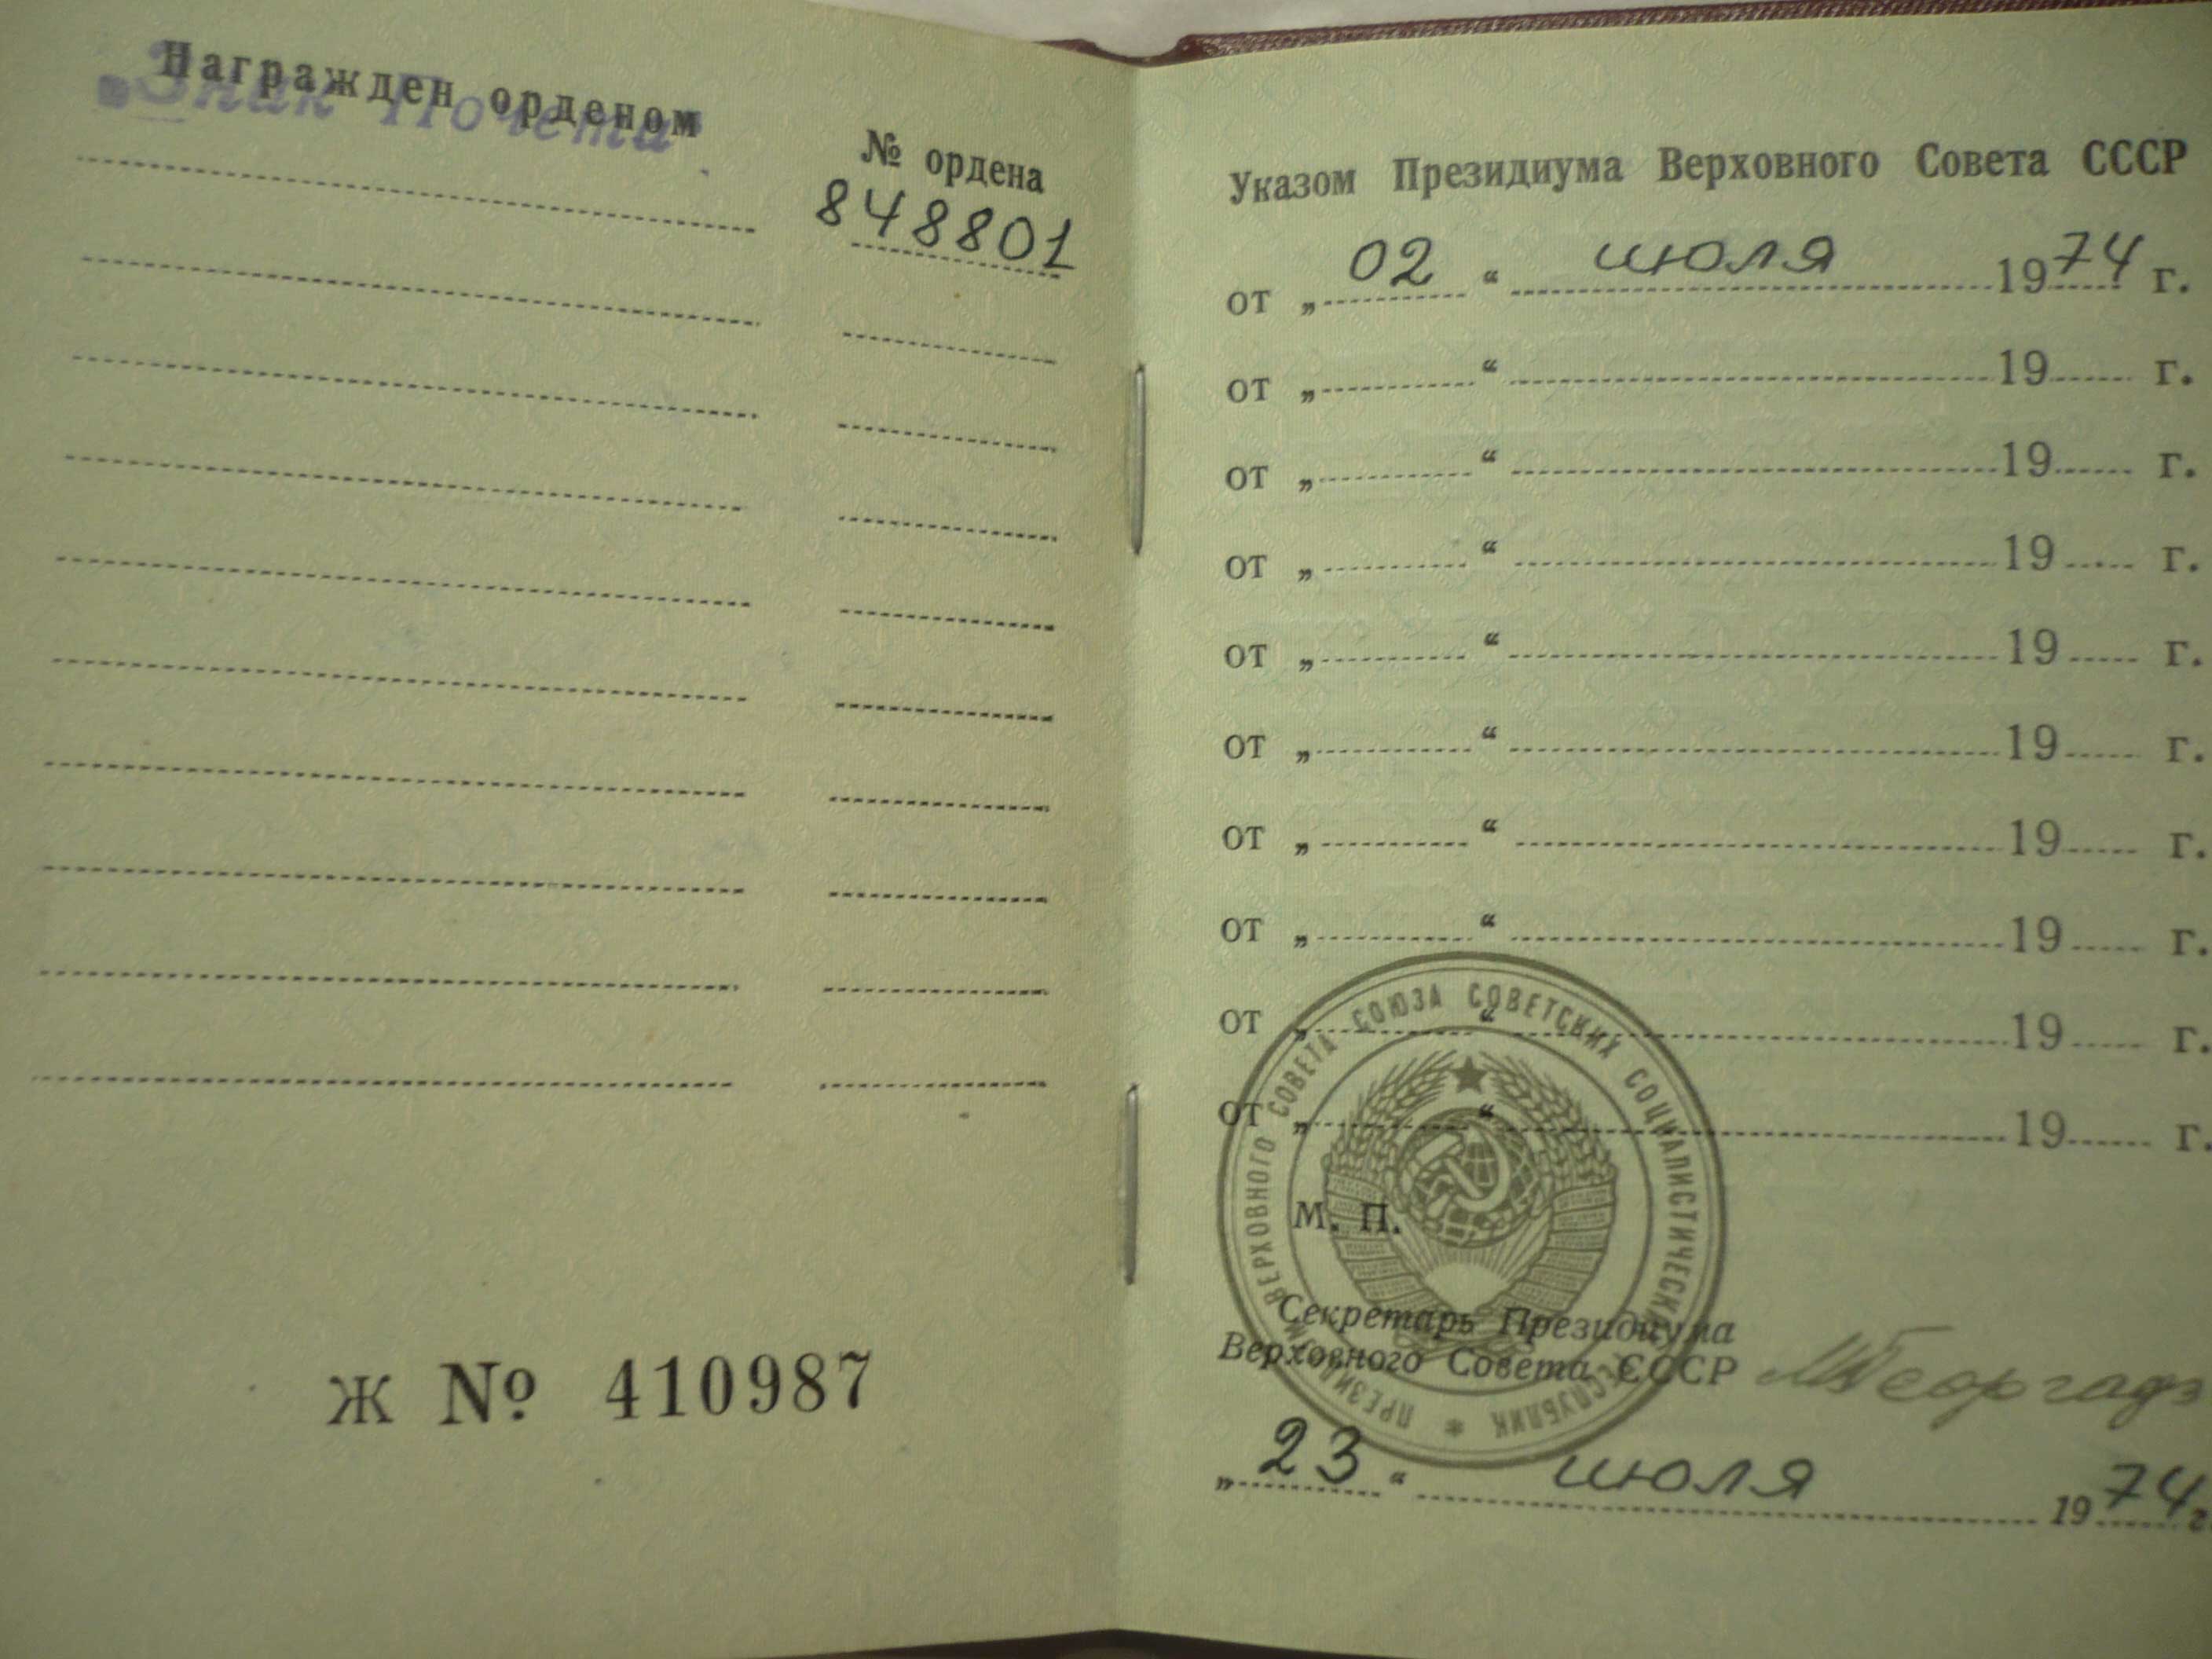 Награжден орденом
„Знак Почета“
№ ордена
848801
Ж № 410987
Указом Президиума Верховного Совета СССР
от „ 02 “ июля 1974 г.
от „ “ 19 г.
от „ “ 19 г.
от „ “ 19 г.
от „ “ 19 г.
от „ “ 19 г.
от „ “ 19 г.
от „ “ 19 г.
от „ “ 19 г.
от „ “ 19 г.
ПРЕЗИДИУМ ВЕРХОВНОГО СОВЕТА СОЮЗА СОВЕТСКИХ СОЦИАЛИСТИЧЕСКИХ РЕСПУБЛИК *
М. П.
Секретарь Президиума
Верховного Совета СССР
МГеоргадз
„ 23 “ июля 1974 г.